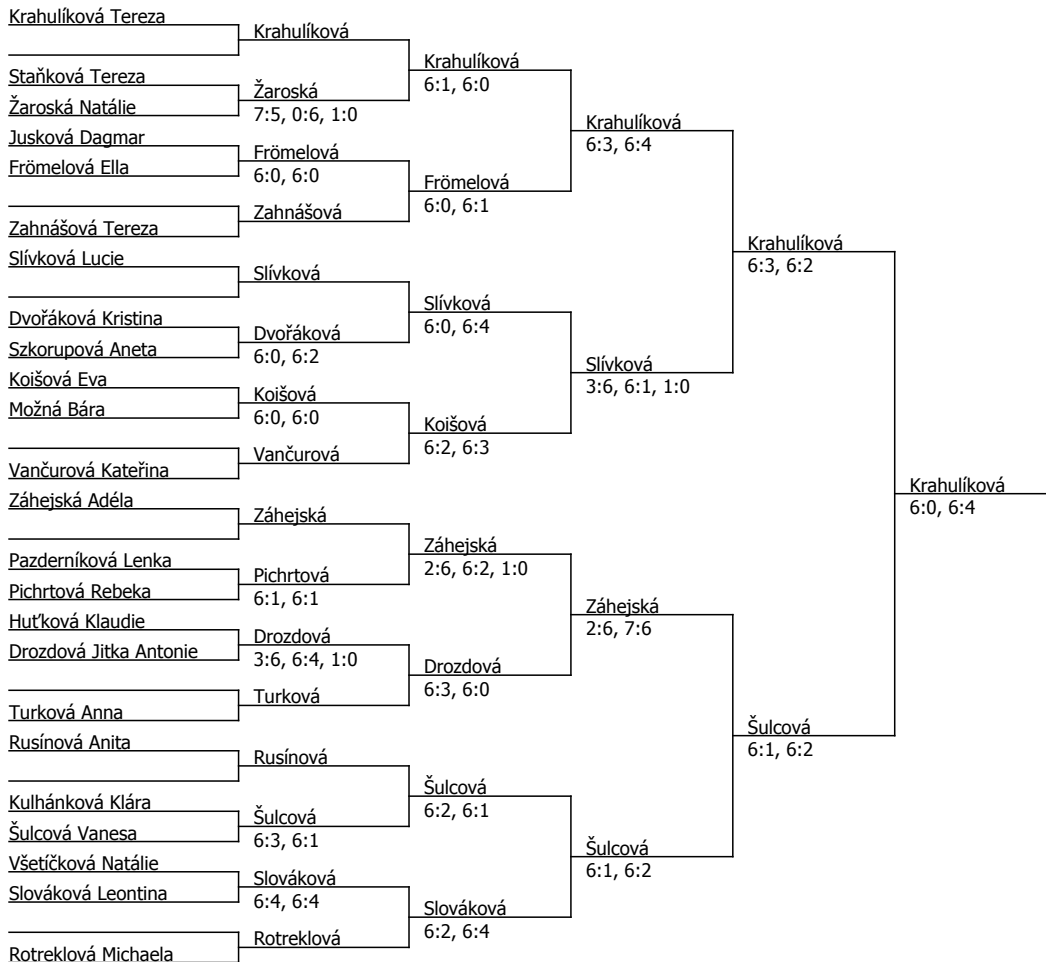 Krahulíková Tereza
Krahulíková
Krahulíková
6:1, 6:0
Staňková Tereza
Žaroská
7:5, 0:6, 1:0
Žaroská Natálie
Krahulíková
6:3, 6:4
Jusková Dagmar
Frömelová
6:0, 6:0
Frömelová Ella
Frömelová
6:0, 6:1
Zahnášová
Zahnášová Tereza
Krahulíková
6:3, 6:2
Slívková Lucie
Slívková
Slívková
6:0, 6:4
Dvořáková Kristina
Dvořáková
6:0, 6:2
Szkorupová Aneta
Slívková
3:6, 6:1, 1:0
Koišová Eva
Koišová
6:0, 6:0
Možná Bára
Koišová
6:2, 6:3
Vančurová
Vančurová Kateřina
Krahulíková
6:0, 6:4
Záhejská Adéla
Záhejská
Záhejská
2:6, 6:2, 1:0
Pazderníková Lenka
Pichrtová
6:1, 6:1
Pichrtová Rebeka
Záhejská
2:6, 7:6
Huťková Klaudie
Drozdová
3:6, 6:4, 1:0
Drozdová Jitka Antonie
Drozdová
6:3, 6:0
Turková
Turková Anna
Šulcová
6:1, 6:2
Rusínová Anita
Rusínová
Šulcová
6:2, 6:1
Kulhánková Klára
Šulcová
6:3, 6:1
Šulcová Vanesa
Šulcová
6:1, 6:2
Všetíčková Natálie
Slováková
6:4, 6:4
Slováková Leontina
Slováková
6:2, 6:4
Rotreklová
Rotreklová Michaela